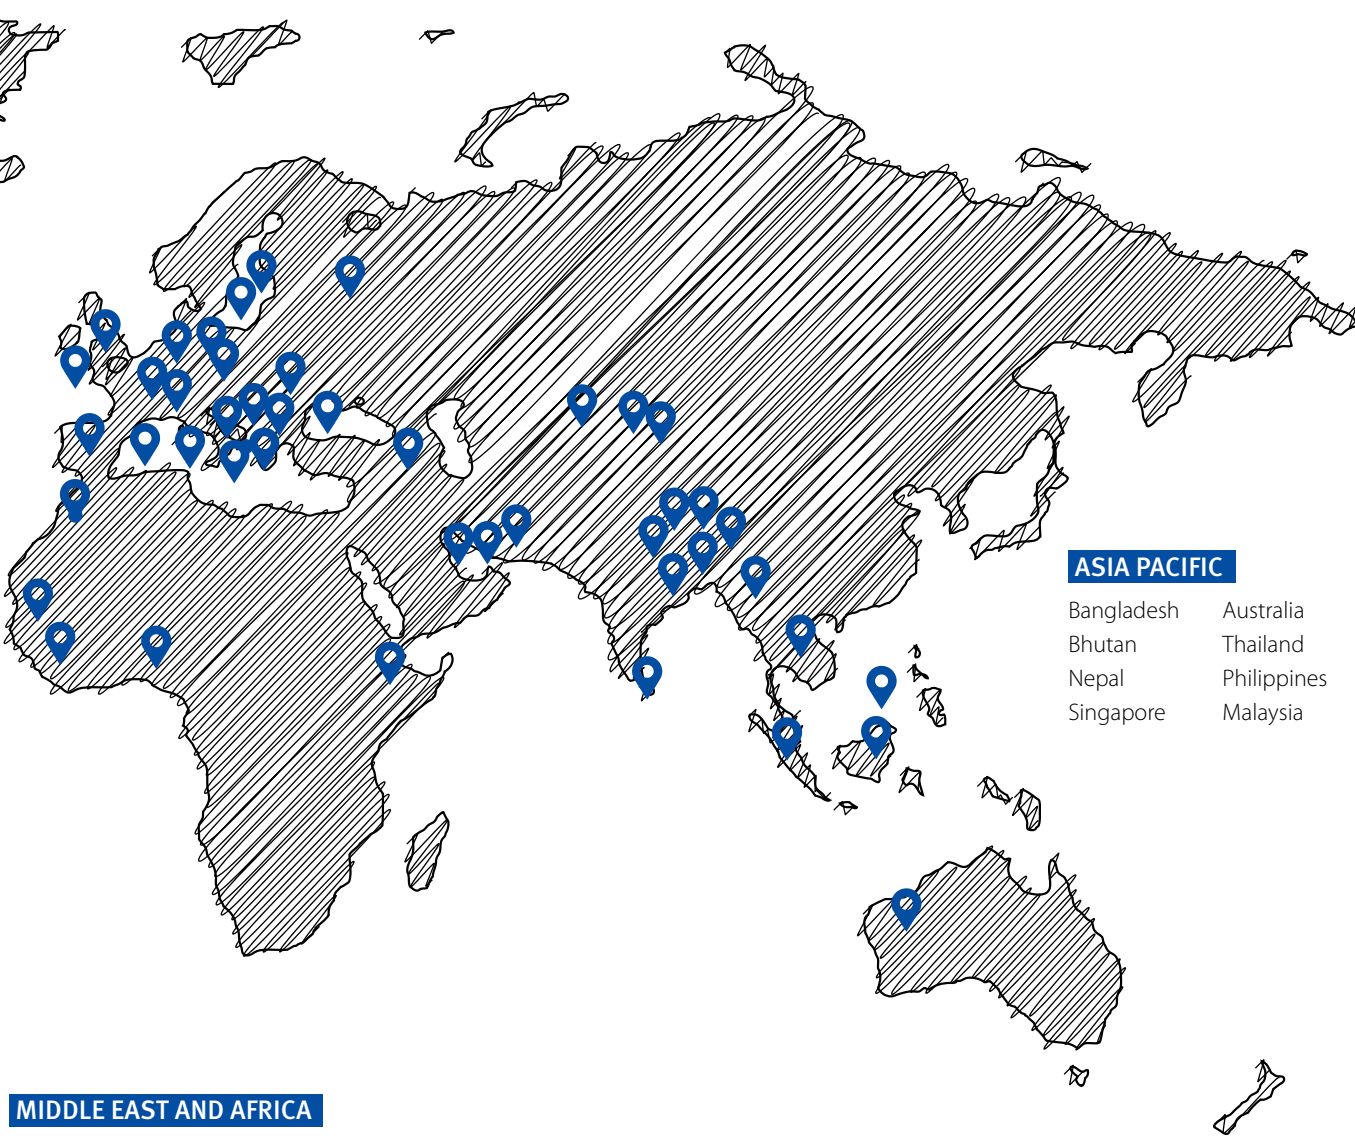 ASIA PACIFIC
Bangladesh
Bhutan
Nepal
Singapore
Australia
Thailand
Philippines
Malaysia
MIDDLE EAST AND AFRICA